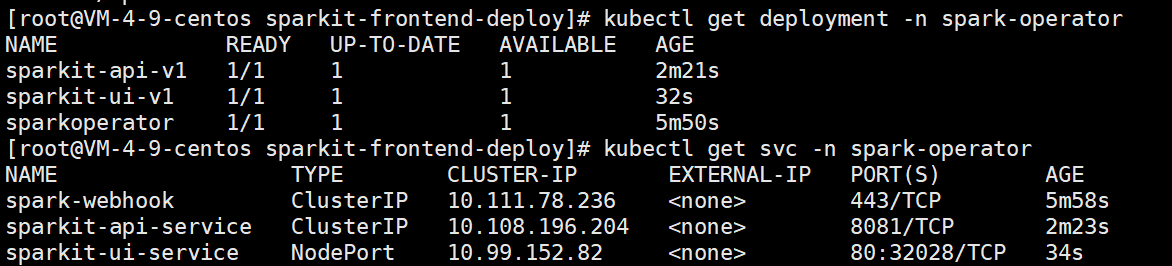 [root@VM-4-9-centos sparkit-frontend-deploy]# kubectl get deployment -n spark-operator
NAME READY UP-TO-DATE AVAILABLE AGE
sparkit-api-v1 1/1 1 1 2m21s
sparkit-ui-v1 1/1 1 1 32s
sparkoperator 1/1 1 1 5m50s
[root@VM-4-9-centos sparkit-frontend-deploy]# kubectl get svc -n spark-operator
NAME TYPE CLUSTER-IP EXTERNAL-IP PORT(S) AGE
spark-webhook ClusterIP 10.111.78.236 <none> 443/TCP 5m58s
sparkit-api-service ClusterIP 10.108.196.204 <none> 8081/TCP 2m23s
sparkit-ui-service NodePort 10.99.152.82 <none> 80:32028/TCP 34s